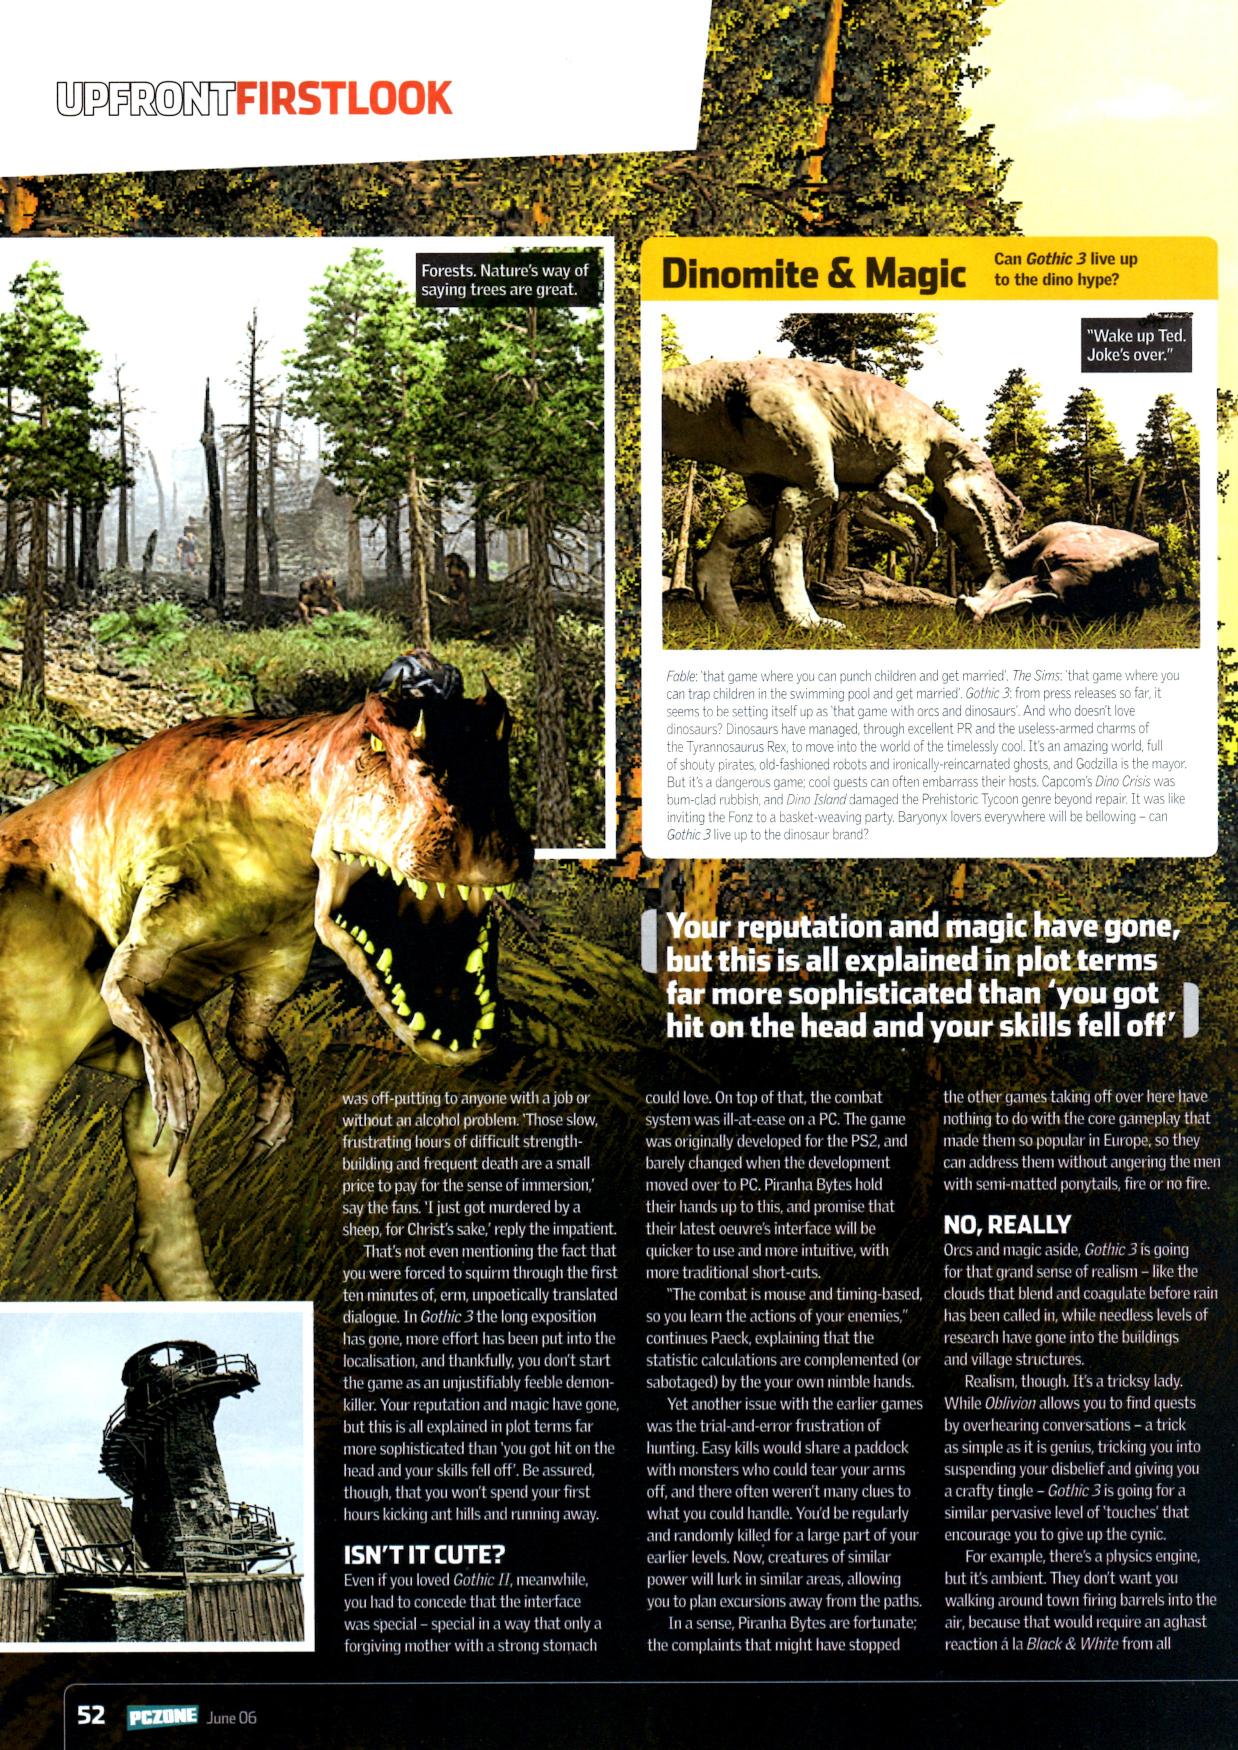 UPFRONTFIRSTLOOK
Forests. Nature's way of
saying trees are great.
Dinomite & Magic
Can Gothic 3 live up
to the dino hype?
"Wake up Ted.
Joke's over."
Fable: 'that game where you can punch children and get married'. The Sims: 'that game where you
can trap children in the swimming pool and get married'. Gothic 3: from press releases so far, it
seems to be setting itself up as 'that game with orcs and dinosaurs'. And who doesn't love
dinosaurs? Dinosaurs have managed, through excellent PR and the useless-armed charms of
the Tyrannosaurus Rex, to move into the world of the timelessly cool. It's an amazing world, full
of shouty pirates, old-fashioned robots and ironically-reincarnated ghosts, and Godzilla is the mayor.
But it's a dangerous game; cool guests can often embarrass their hosts. Capcom's Dino Crisis was
bum-clad rubbish, and Dino Island damaged the Prehistoric Tycoon genre beyond repair. It was like
inviting the Fonz to a basket-weaving party. Baryonyx lovers everywhere will be bellowing – can
Gothic 3 live up to the dinosaur brand?
Your reputation and magic have gone,
but this is all explained in plot terms
far more sophisticated than 'you got
hit on the head and your skills fell off'
was off-putting to anyone with a job or
without an alcohol problem. 'Those slow,
frustrating hours of difficult strength-
building and frequent death are a small
price to pay for the sense of immersion,'
say the fans. 'I just got murdered by a
sheep, for Christ's sake,' reply the impatient.
That's not even mentioning the fact that
you were forced to squirm through the first
ten minutes of, erm, unpoetically translated
dialogue. In Gothic 3 the long exposition
has gone, more effort has been put into the
localisation, and thankfully, you don't start
the game as an unjustifiably feeble demon-
killer. Your reputation and magic have gone,
but this is all explained in plot terms far
more sophisticated than 'you got hit on the
head and your skills fell off'. Be assured,
though, that you won't spend your first
hours kicking ant hills and running away.
ISN'T IT CUTE?
Even if you loved Gothic II, meanwhile,
you had to concede that the interface
was special – special in a way that only a
forgiving mother with a strong stomach
could love. On top of that, the combat
system was ill-at-ease on a PC. The game
was originally developed for the PS2, and
barely changed when the development
moved over to PC. Piranha Bytes hold
their hands up to this, and promise that
their latest oeuvre's interface will be
quicker to use and more intuitive, with
more traditional short-cuts.
"The combat is mouse and timing-based,
so you learn the actions of your enemies,"
continues Paeck, explaining that the
statistic calculations are complemented (or
sabotaged) by the your own nimble hands.
Yet another issue with the earlier games
was the trial-and-error frustration of
hunting. Easy kills would share a paddock
with monsters who could tear your arms
off, and there often weren't many clues to
what you could handle. You'd be regularly
and randomly killed for a large part of your
earlier levels. Now, creatures of similar
power will lurk in similar areas, allowing
you to plan excursions away from the paths.
In a sense, Piranha Bytes are fortunate;
the complaints that might have stopped
the other games taking off over here have
nothing to do with the core gameplay that
made them so popular in Europe, so they
can address them without angering the men
with semi-matted ponytails, fire or no fire.
NO, REALLY
Orcs and magic aside, Gothic 3 is going
for that grand sense of realism – like the
clouds that blend and coagulate before rain
has been called in, while needless levels of
research have gone into the buildings
and village structures.
Realism, though. It's a tricksy lady.
While Oblivion allows you to find quests
by overhearing conversations – a trick
as simple as it is genius, tricking you into
suspending your disbelief and giving you
a crafty tingle – Gothic 3 is going for a
similar pervasive level of 'touches' that
encourage you to give up the cynic.
For example, there's a physics engine,
but it's ambient. They don't want you
walking around town firing barrels into the
air, because that would require an aghast
reaction á la Black & White from all
52 PCZONE June 06